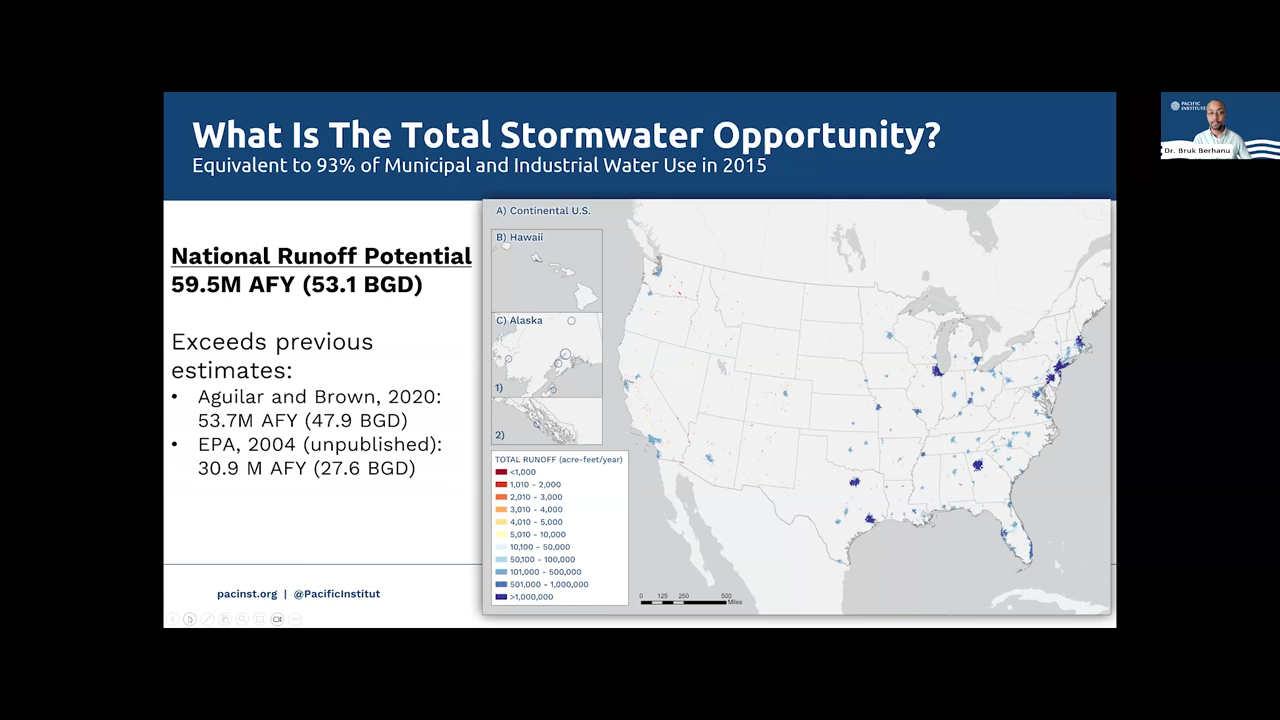 What Is The Total Stormwater Opportunity?
Equivalent to 93% of Municipal and Industrial Water Use in 2015
PACIFIC
INSTITUTE
Dr. Bruk Berhanu
National Runoff Potential
59.5M AFY (53.1 BGD)
Exceeds previous
estimates:
• Aguilar and Brown, 2020:
53.7M AFY (47.9 BGD)
• EPA, 2004 (unpublished):
30.9 M AFY (27.6 BGD)
A) Continental U.S.
B) Hawaii
C) Alaska
1)
2)
TOTAL RUNOFF (acre-feet/year)
<1,000
1,010 - 2,000
2,010 - 3,000
3,010 - 4,000
4,010 - 5,000
5,010 - 10,000
10,100 - 50,000
50,100 - 100,000
101,000 - 500,000
501,000 - 1,000,000
>1,000,000
0 125 250 500
Miles
pacinst.org | @PacificInstitut